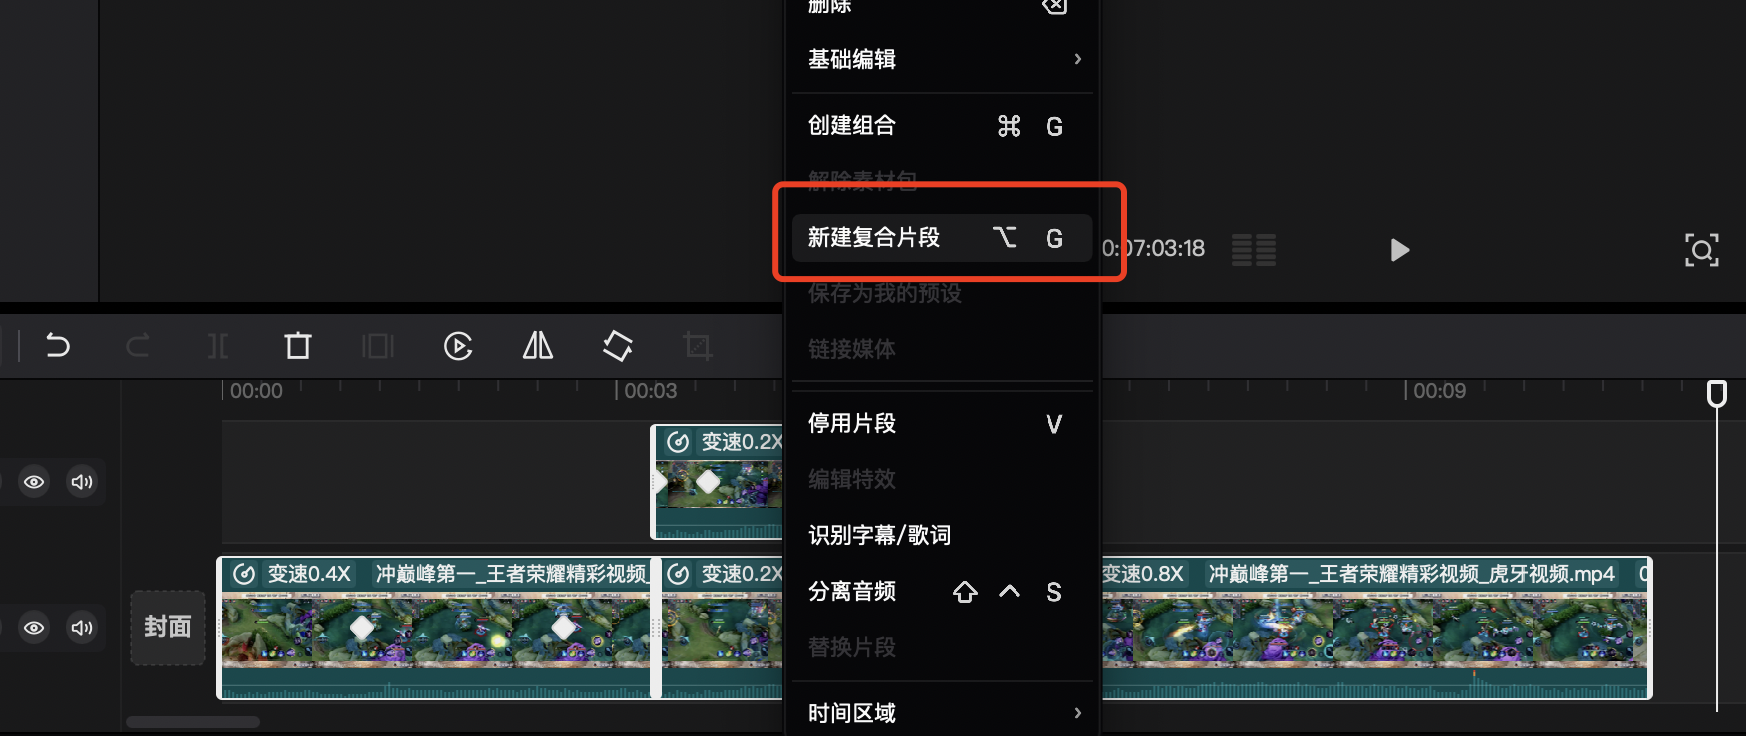 删除
基础编辑
创建组合 ⌘ G
解除素材包
新建复合片段 ⌥ G
0:07:03:18
保存为我的预设
链接媒体
00:00 00:03 00:09
停用片段 V
变速0.2X
编辑特效
识别字幕/歌词
变速0.4X 冲巅峰第一_王者荣耀精彩视频_ 变速0.2X 变速0.8X 冲巅峰第一_王者荣耀精彩视频_虎牙视频.mp4 0
分离音频 ⇧ ^ S
封面
替换片段
时间区域